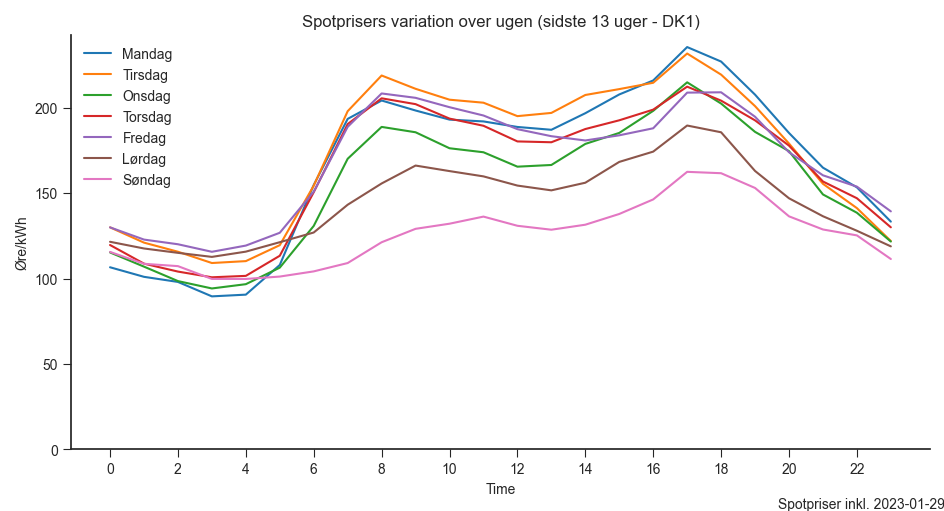 Spotprisers variation over ugen (sidste 13 uger - DK1)
Mandag
Tirsdag
Onsdag
Torsdag
Fredag
Lørdag
Søndag
Øre/kWh
200
150
100
50
0
0 2 4 6 8 10 12 14 16 18 20 22
Time
Spotpriser inkl. 2023-01-29